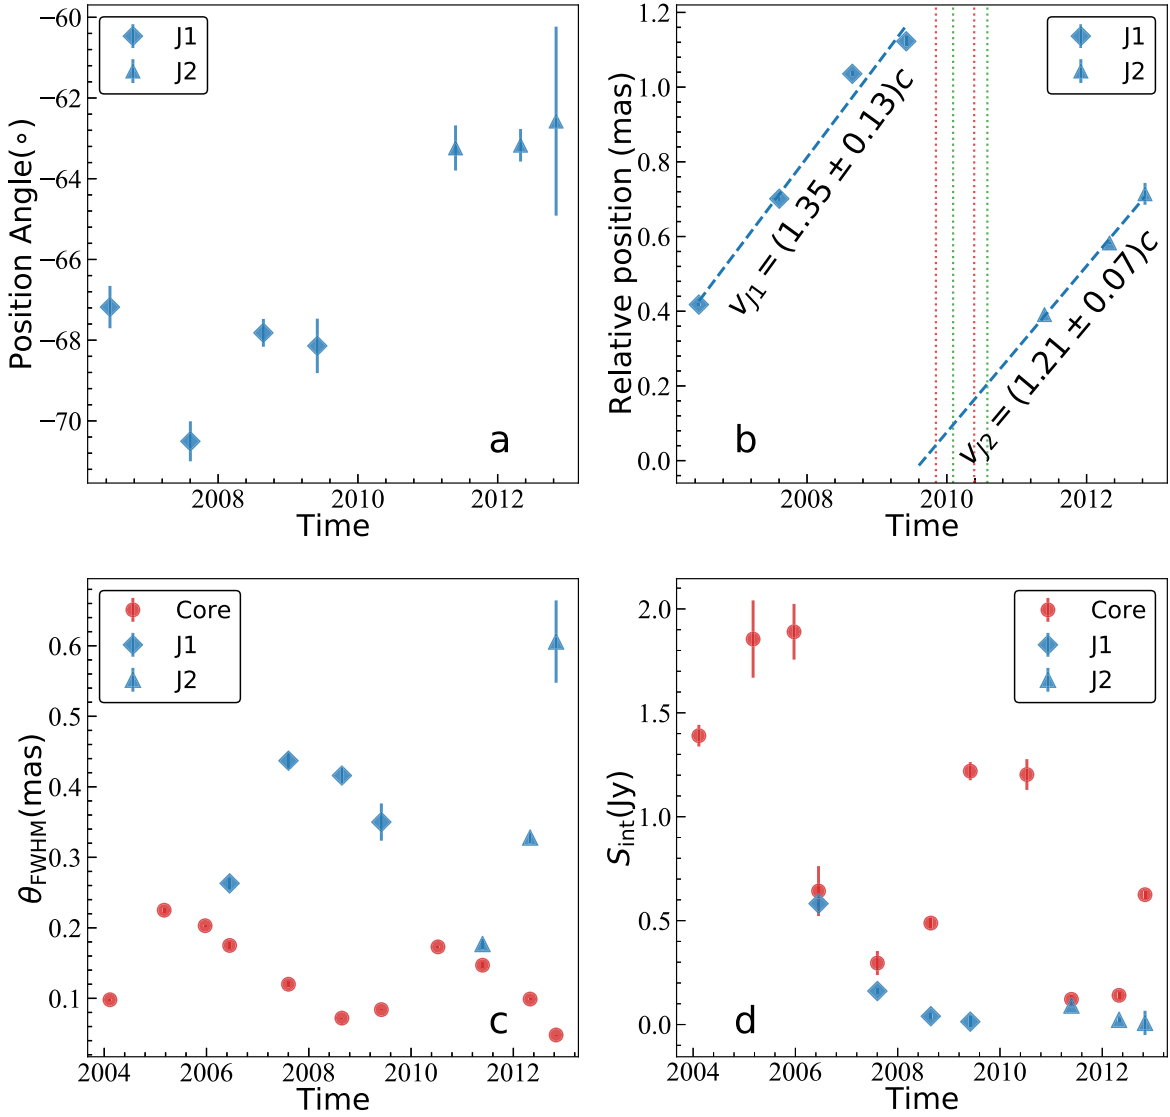 −60
−62
−64
−66
−68
−70
Position Angle(∘)
J1
J2
a
2008
2010
2012
Time
1.2
1.0
0.8
0.6
0.4
0.2
0.0
Relative position (mas)
J1
J2
v_J1 = (1.35 ± 0.13)c
v_J2 = (1.21 ± 0.07)c
b
2008
2010
2012
Time
0.6
0.5
0.4
0.3
0.2
0.1
θ_FWHM(mas)
Core
J1
J2
c
2004
2006
2008
2010
2012
Time
2.0
1.5
1.0
0.5
0.0
S_int(Jy)
Core
J1
J2
d
2004
2006
2008
2010
2012
Time